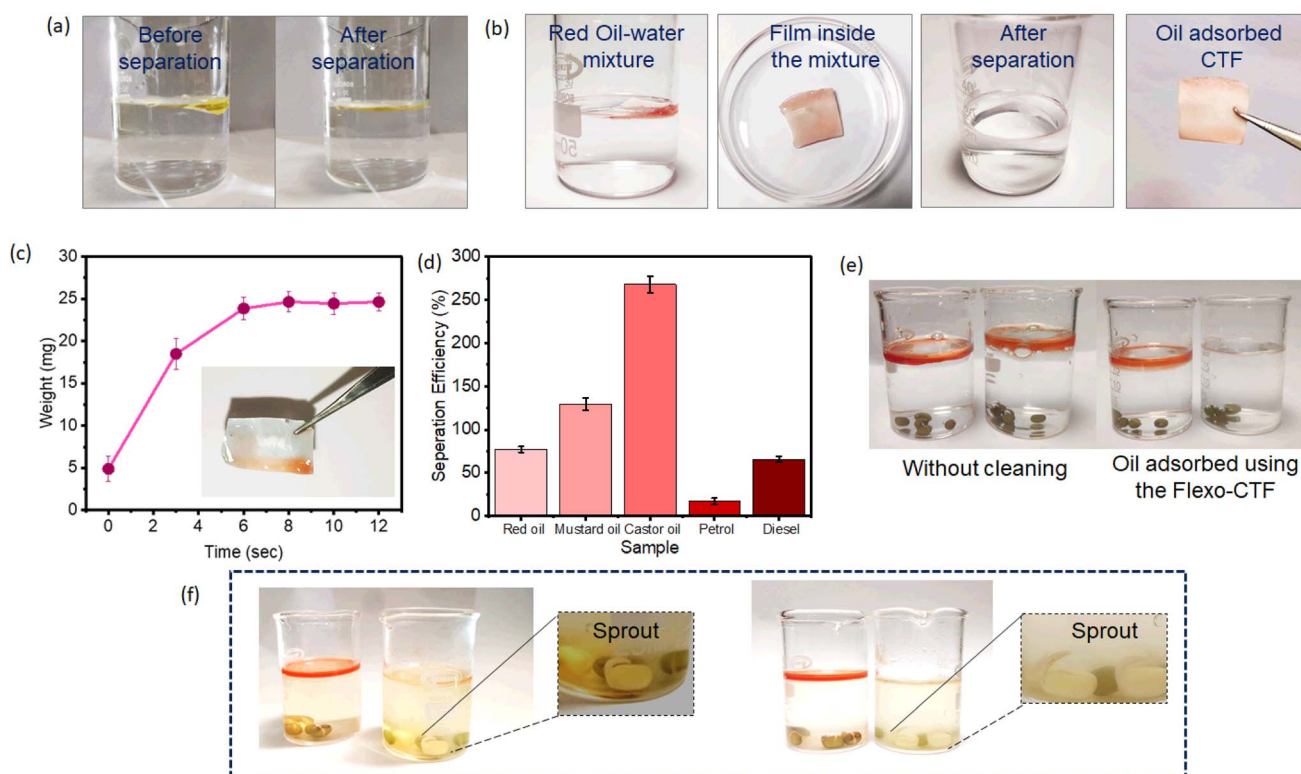 (a)
Before
separation
After
separation
(b)
Red Oil-water
mixture
50
Film inside
the mixture
After
separation
Oil adsorbed
CTF
(c)
30
25
20
15
10
5
0
Weight (mg)
0 2 4 6 8 10 12
Time (sec)
(d)
300
250
200
150
100
50
0
Seperation Efficiency (%)
Red oil Mustard oil Castor oil Petrol Diesel
Sample
(e)
Without cleaning
Oil adsorbed using
the Flexo-CTF
(f)
Sprout
Sprout